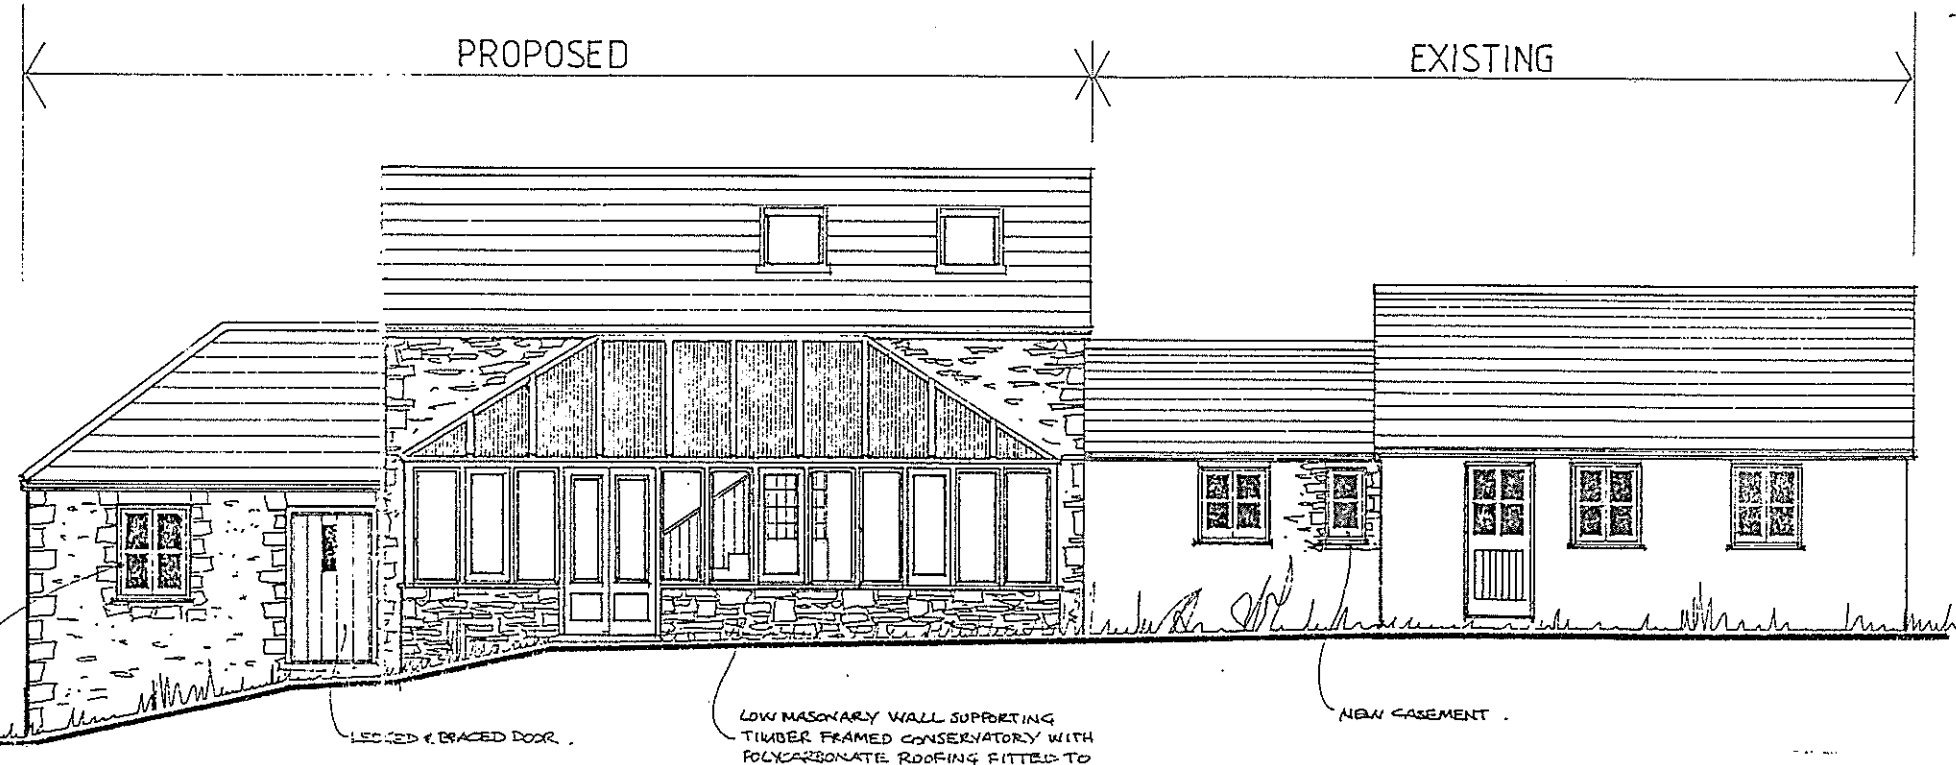 PROPOSED
EXISTING
LEDGED & BRACED DOOR.
LOW MASONARY WALL SUPPORTING
TIMBER FRAMED CONSERVATORY WITH
POLYCARBONATE ROOFING FITTED TO
NEW CASEMENT.